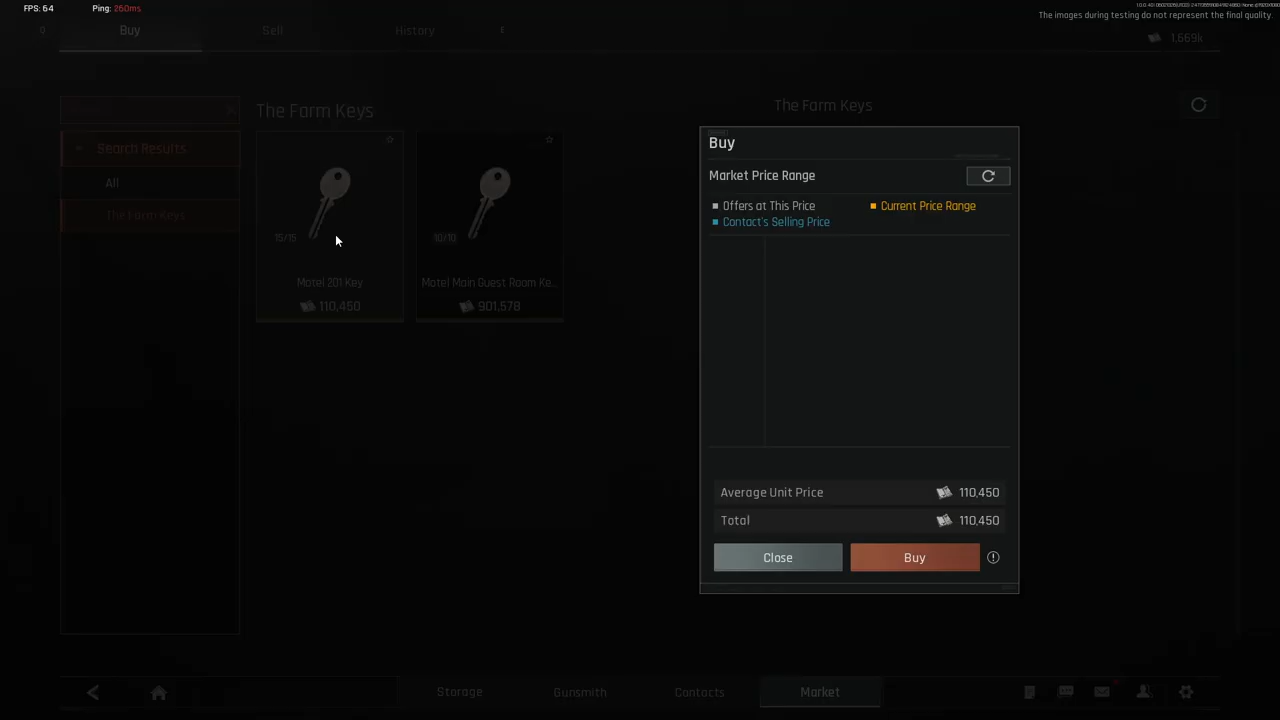 FPS: 64 Ping: 260ms
The images during testing do not represent the final quality
Q Buy Sell History E
1,669k
The Farm Keys
The Farm Keys
Search Results
All
The Farm Keys
15/15
Motel 201 Key
110,450
10/10
Motel Main Guest Room Ke..
901,578
Buy
Market Price Range
Offers at This Price
Current Price Range
Contact's Selling Price
Average Unit Price 110,450
Total 110,450
Close Buy
Storage Gunsmith Contacts Market